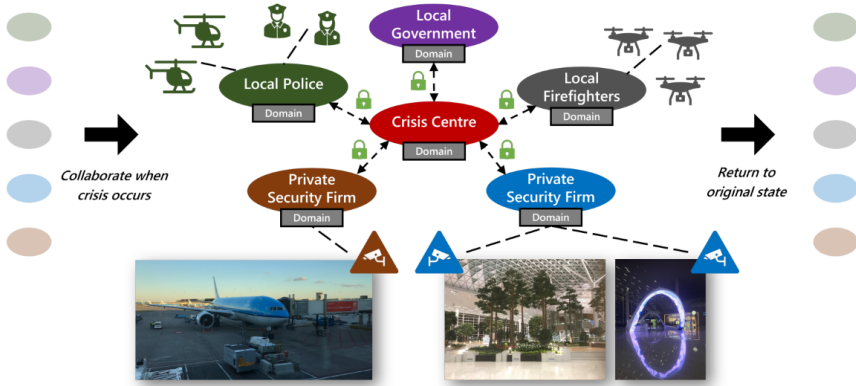 Local
Government
Domain
Local Police
Domain
Local
Firefighters
Domain
Crisis Centre
Domain
Collaborate when
crisis occurs
Return to
original state
Private
Security Firm
Domain
Private
Security Firm
Domain